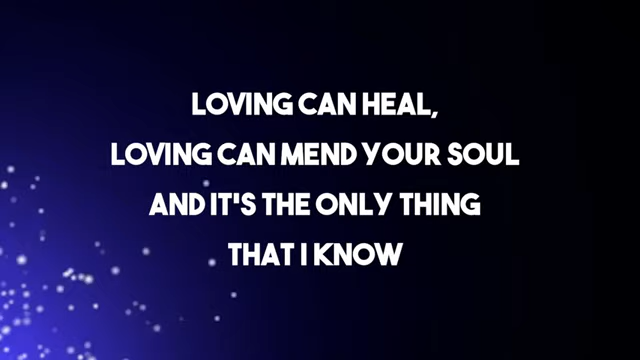 LOVING CAN HEAL,
LOVING CAN MEND YOUR SOUL
AND IT'S THE ONLY THING
THAT I KNOW